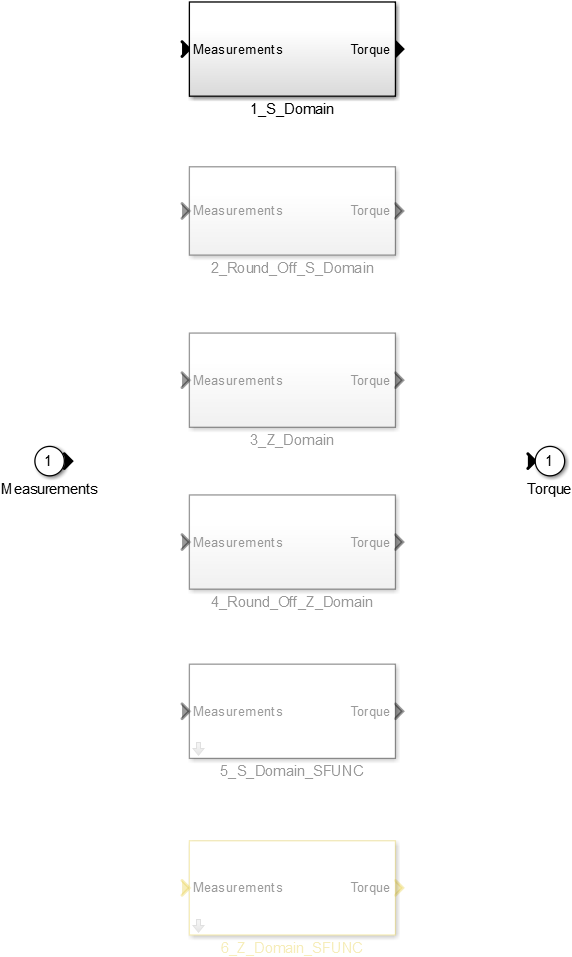 Measurements Torque
1_S_Domain
Measurements Torque
2_Round_Off_S_Domain
Measurements Torque
3_Z_Domain
1 1
Measurements Torque
Measurements Torque
4_Round_Off_Z_Domain
Measurements Torque
5_S_Domain_SFUNC
Measurements Torque
6_Z_Domain_SFUNC